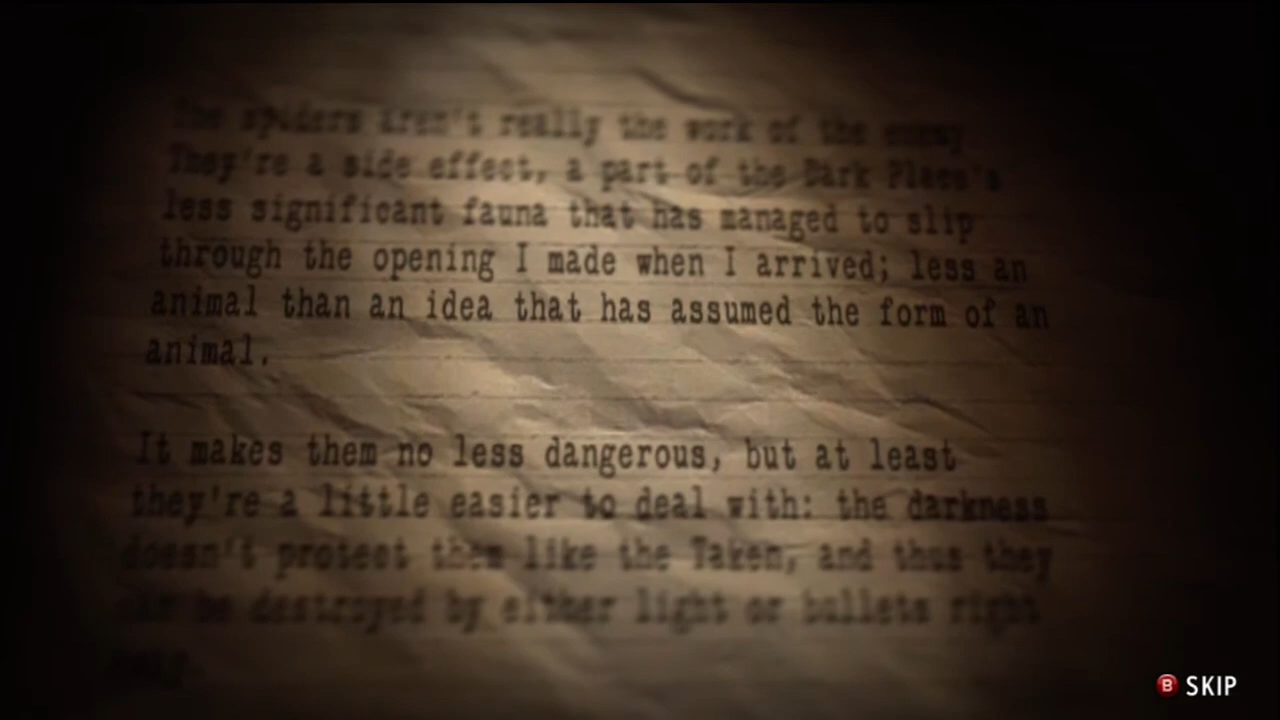 The spiders aren't really the work of the enemy
They're a side effect, a part of the Dark Place's
less significant fauna that has managed to slip
through the opening I made when I arrived; less an
animal than an idea that has assumed the form of an
animal.
It makes them no less dangerous, but at least
they're a little easier to deal with: the darkness
doesn't protect them like the Taken, and thus they
can be destroyed by either light or bullets right
B SKIP